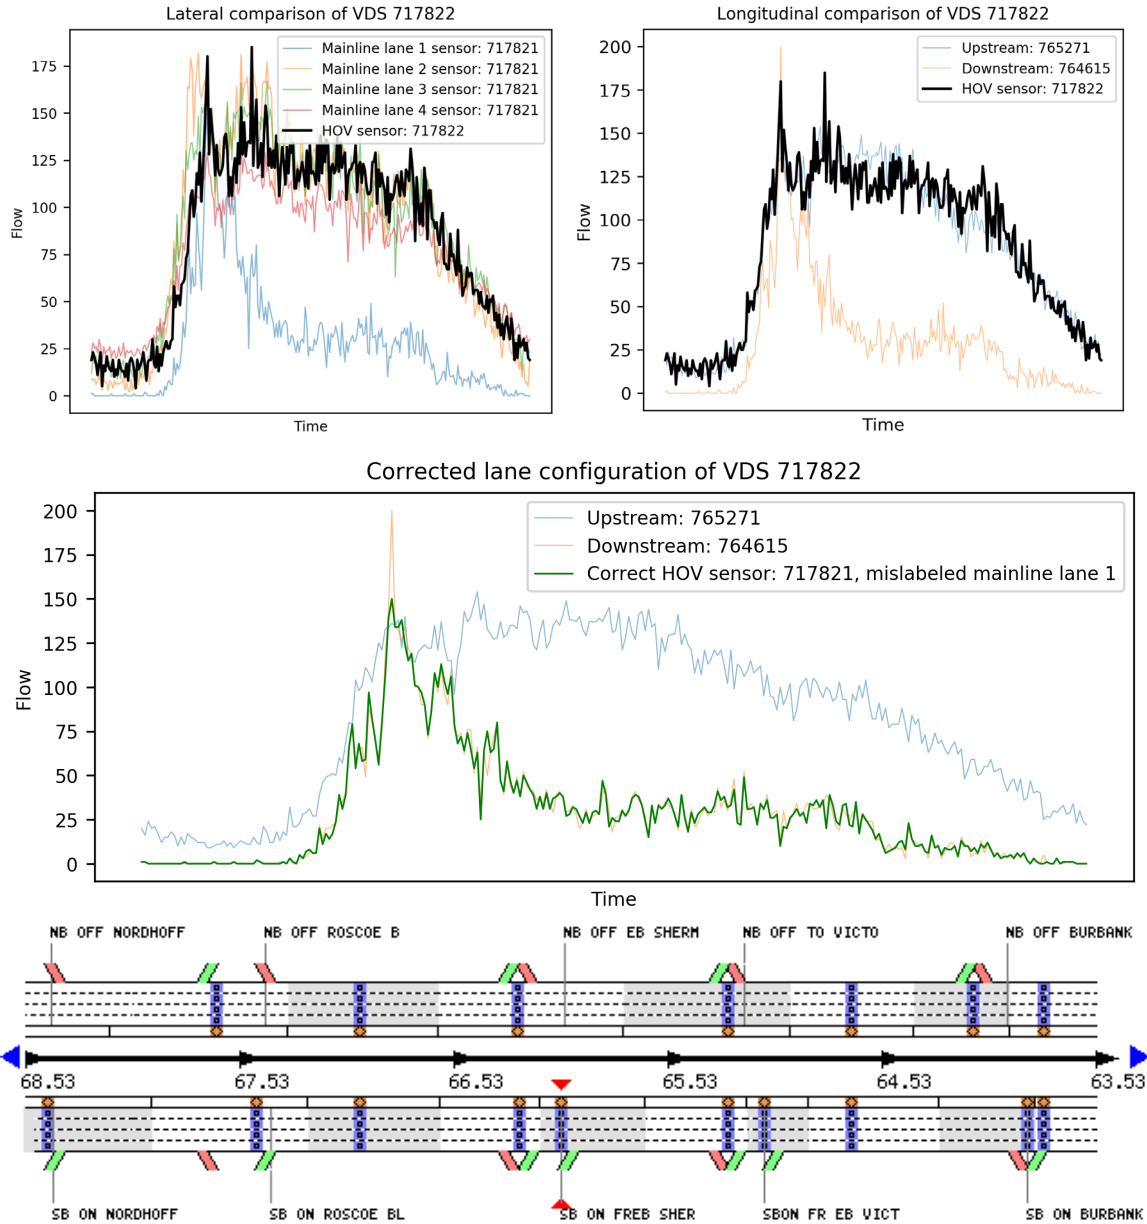 Lateral comparison of VDS 717822
Flow
175
150
125
100
75
50
25
0
Mainline lane 1 sensor: 717821
Mainline lane 2 sensor: 717821
Mainline lane 3 sensor: 717821
Mainline lane 4 sensor: 717821
HOV sensor: 717822
Time
Longitudinal comparison of VDS 717822
Flow
200
175
150
125
100
75
50
25
0
Upstream: 765271
Downstream: 764615
HOV sensor: 717822
Time
Corrected lane configuration of VDS 717822
Flow
200
175
150
125
100
75
50
25
0
Upstream: 765271
Downstream: 764615
Correct HOV sensor: 717821, mislabeled mainline lane 1
Time
NB OFF NORDHOFF
NB OFF ROSCOE B
NB OFF EB SHERM
NB OFF TO VICTO
NB OFF BURBANK
68.53
67.53
66.53
65.53
64.53
63.53
SB ON NORDHOFF
SB ON ROSCOE BL
SB ON FREB SHER
SBON FR EB VICT
SB ON BURBANK